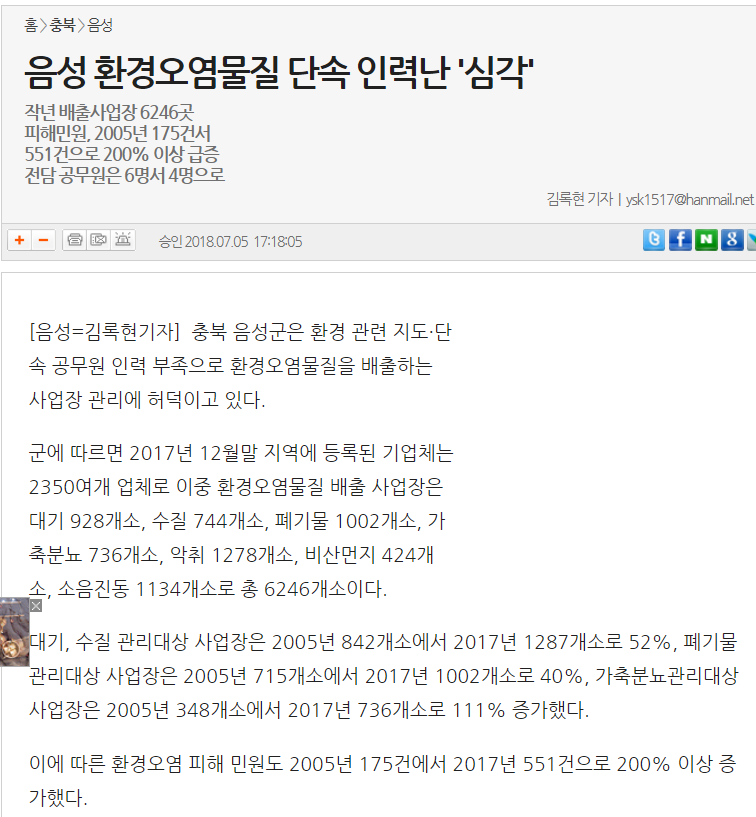 홈 > 충북 > 음성
음성 환경오염물질 단속 인력난 '심각'
작년 배출사업장 6246곳
피해민원, 2005년 175건서
551건으로 200% 이상 급증
전담 공무원은 6명서 4명으로
김록현 기자 | ysk1517@hanmail.net
승인 2018.07.05 17:18:05
[음성=김록현기자] 충북 음성군은 환경 관련 지도·단
속 공무원 인력 부족으로 환경오염물질을 배출하는
사업장 관리에 허덕이고 있다.
군에 따르면 2017년 12월말 지역에 등록된 기업체는
2350여개 업체로 이중 환경오염물질 배출 사업장은
대기 928개소, 수질 744개소, 폐기물 1002개소, 가
축분뇨 736개소, 악취 1278개소, 비산먼지 424개
소, 소음진동 1134개소로 총 6246개소이다.
대기, 수질 관리대상 사업장은 2005년 842개소에서 2017년 1287개소로 52%, 폐기물
관리대상 사업장은 2005년 715개소에서 2017년 1002개소로 40%, 가축분뇨관리대상
사업장은 2005년 348개소에서 2017년 736개소로 111% 증가했다.
이에 따른 환경오염 피해 민원도 2005년 175건에서 2017년 551건으로 200% 이상 증
가했다.